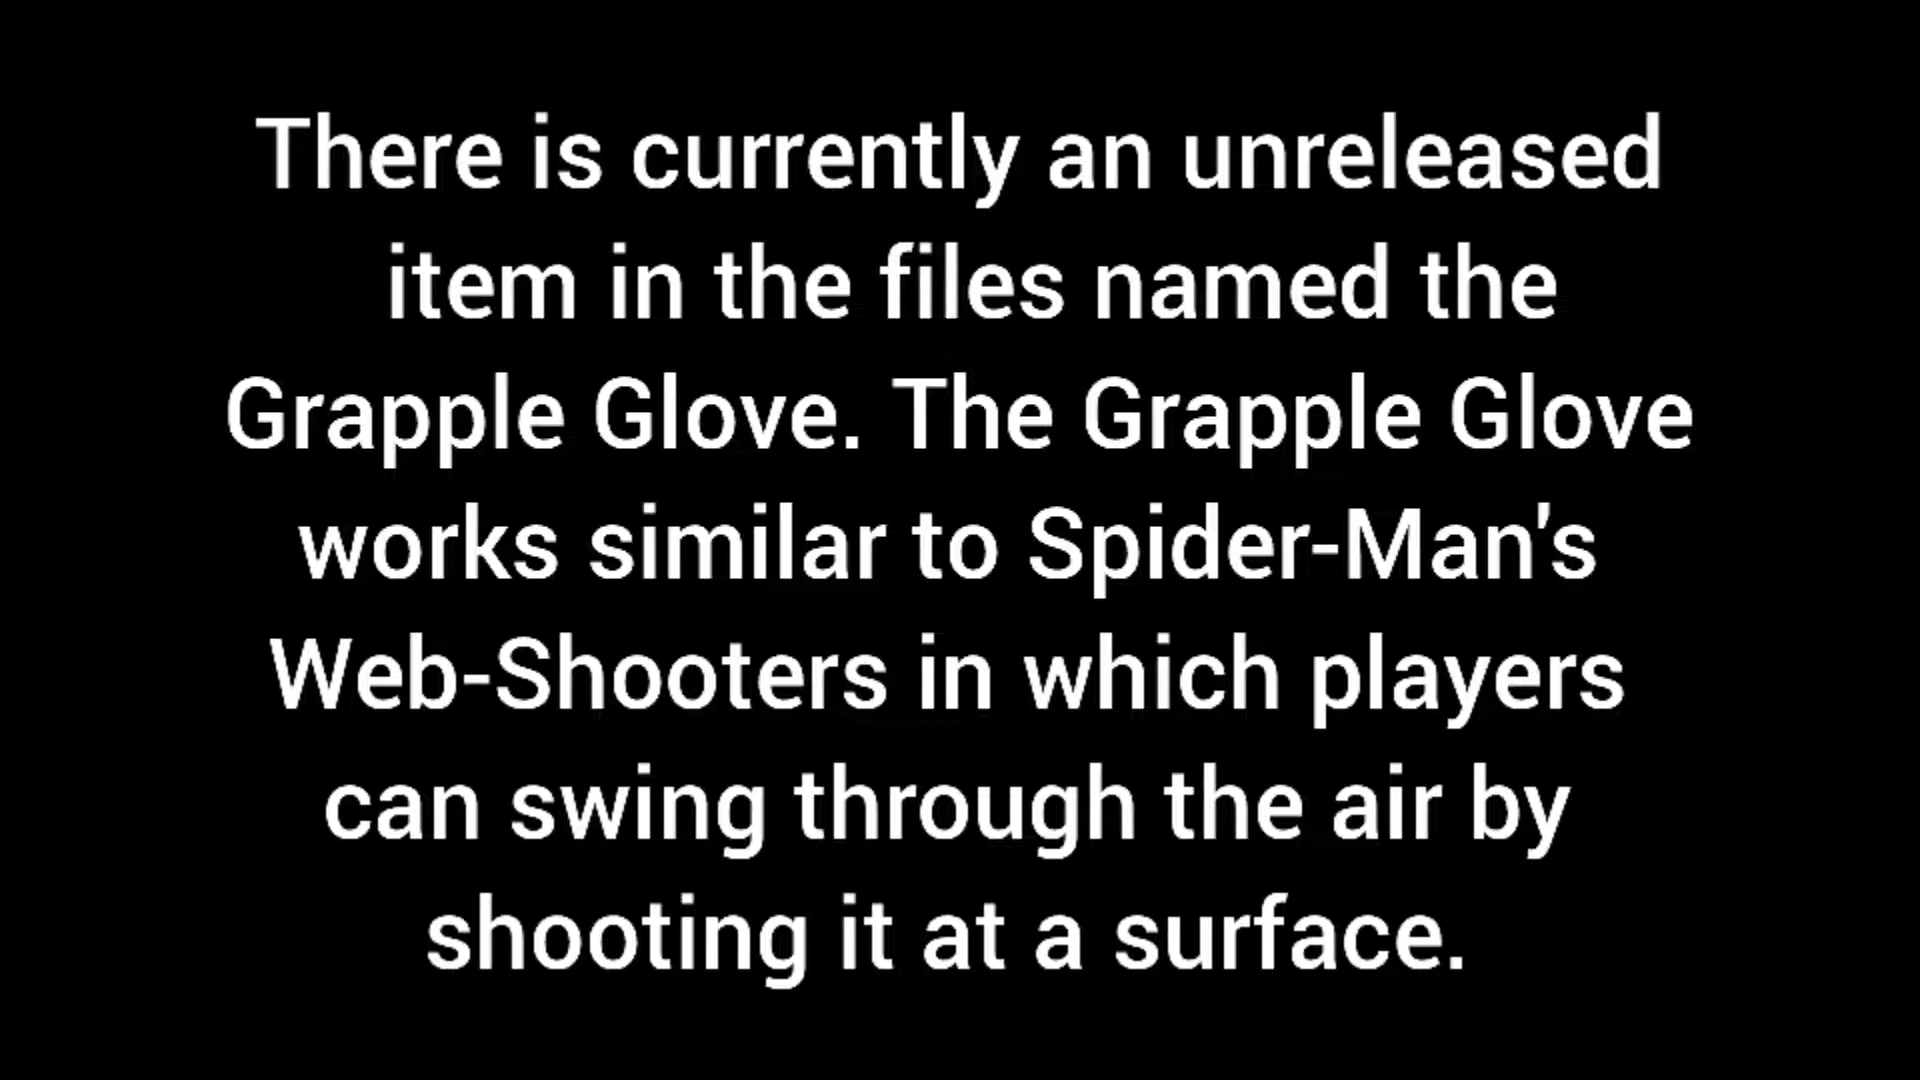 There is currently an unreleased
item in the files named the
Grapple Glove. The Grapple Glove
works similar to Spider-Man's
Web-Shooters in which players
can swing through the air by
shooting it at a surface.